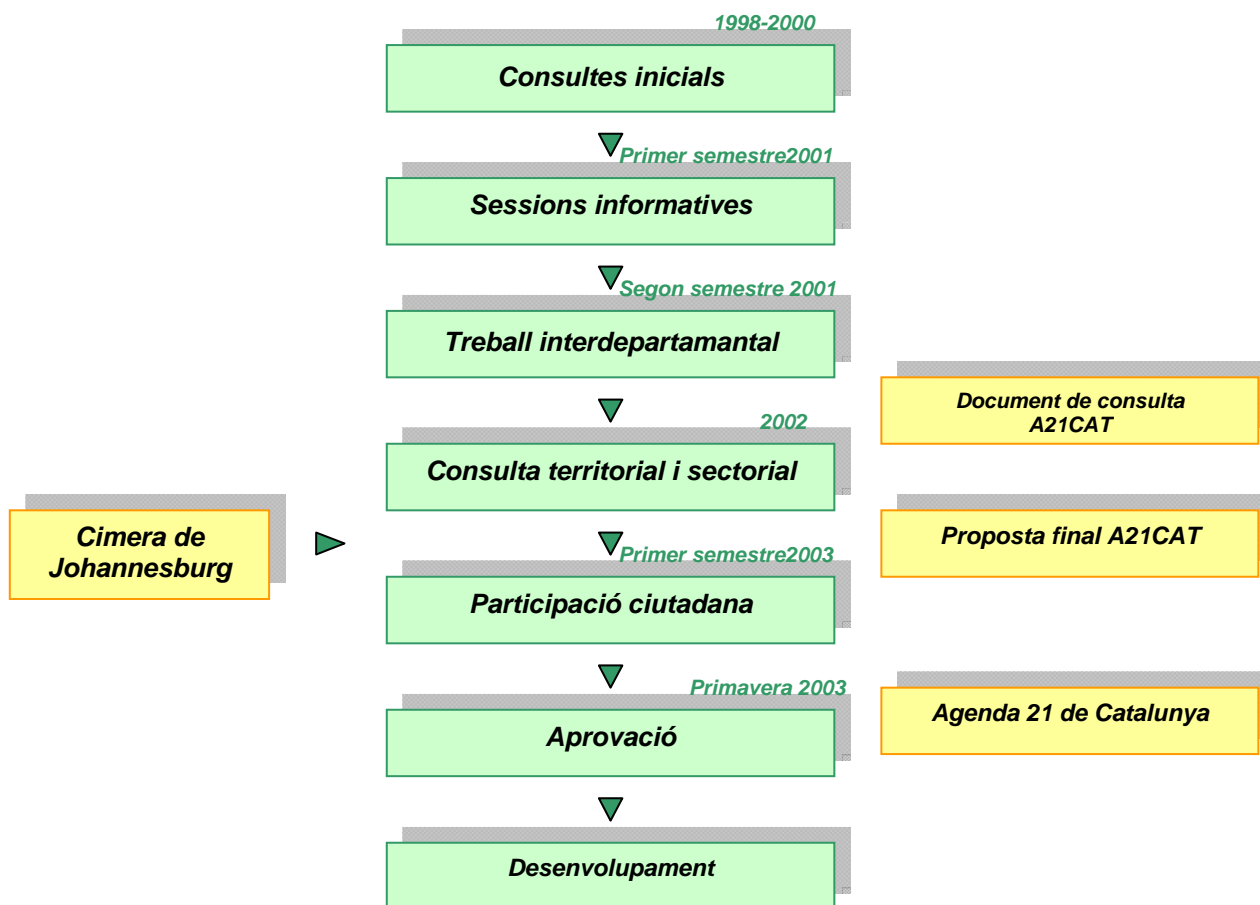 1998-2000
Consultes inicials
Primer semestre2001
Sessions informatives
Segon semestre 2001
Treball interdepartamantal
Document de consulta
A21CAT
2002
Consulta territorial i sectorial
Cimera de
Johannesburg
Proposta final A21CAT
Primer semestre2003
Participació ciutadana
Primavera 2003
Agenda 21 de Catalunya
Aprovació
Desenvolupament